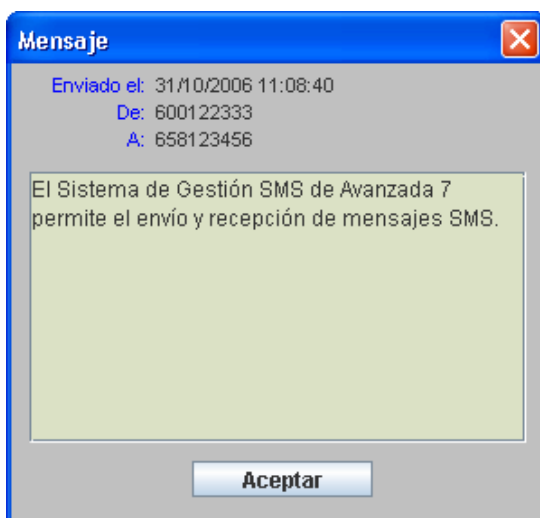 Mensaje
Enviado el: 31/10/2006 11:08:40
De: 600122333
A: 658123456
El Sistema de Gestión SMS de Avanzada 7
permite el envío y recepción de mensajes SMS.
Aceptar